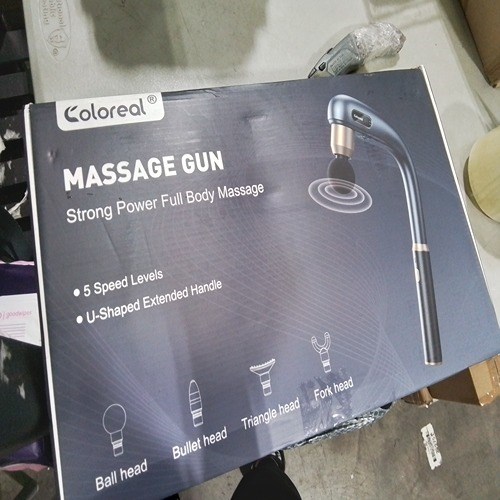 Coloreal®
MASSAGE GUN
Strong Power Full Body Massage
• 5 Speed Levels
• U-Shaped Extended Handle
Ball head
Bullet head
Triangle head
Fork head